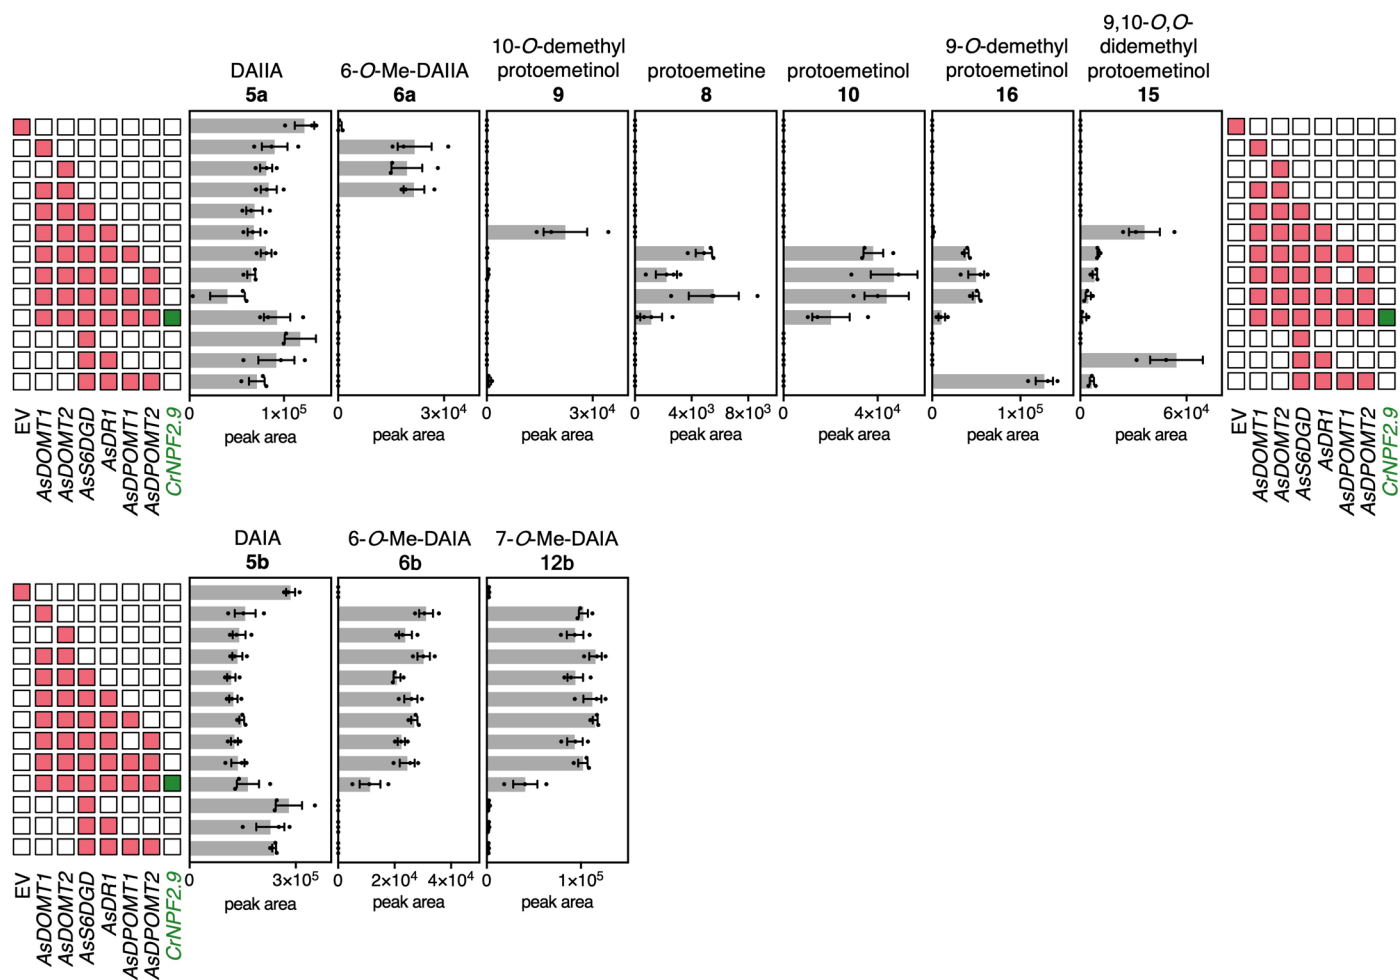 DAIIA
5a
6-O-Me-DAIIA
6a
10-O-demethyl
protoemetinol
9
protoemetine
8
protoemetinol
10
9-O-demethyl
protoemetinol
16
9,10-O,O-
didemethyl
protoemetinol
15
0 1×10⁵
peak area
0 3×10⁴
peak area
0 3×10⁴
peak area
0 4×10³ 8×10³
peak area
0 4×10⁴
peak area
0 1×10⁵
peak area
0 6×10⁴
peak area
EV
AsDOMT1
AsDOMT2
AsS6DGD
AsDR1
AsDPOMT1
AsDPOMT2
CrNPF2.9
EV
AsDOMT1
AsDOMT2
AsS6DGD
AsDR1
AsDPOMT1
AsDPOMT2
CrNPF2.9
DAIA
5b
6-O-Me-DAIA
6b
7-O-Me-DAIA
12b
0 3×10⁵
peak area
0 2×10⁴ 4×10⁴
peak area
0 1×10⁵
peak area
EV
AsDOMT1
AsDOMT2
AsS6DGD
AsDR1
AsDPOMT1
AsDPOMT2
CrNPF2.9